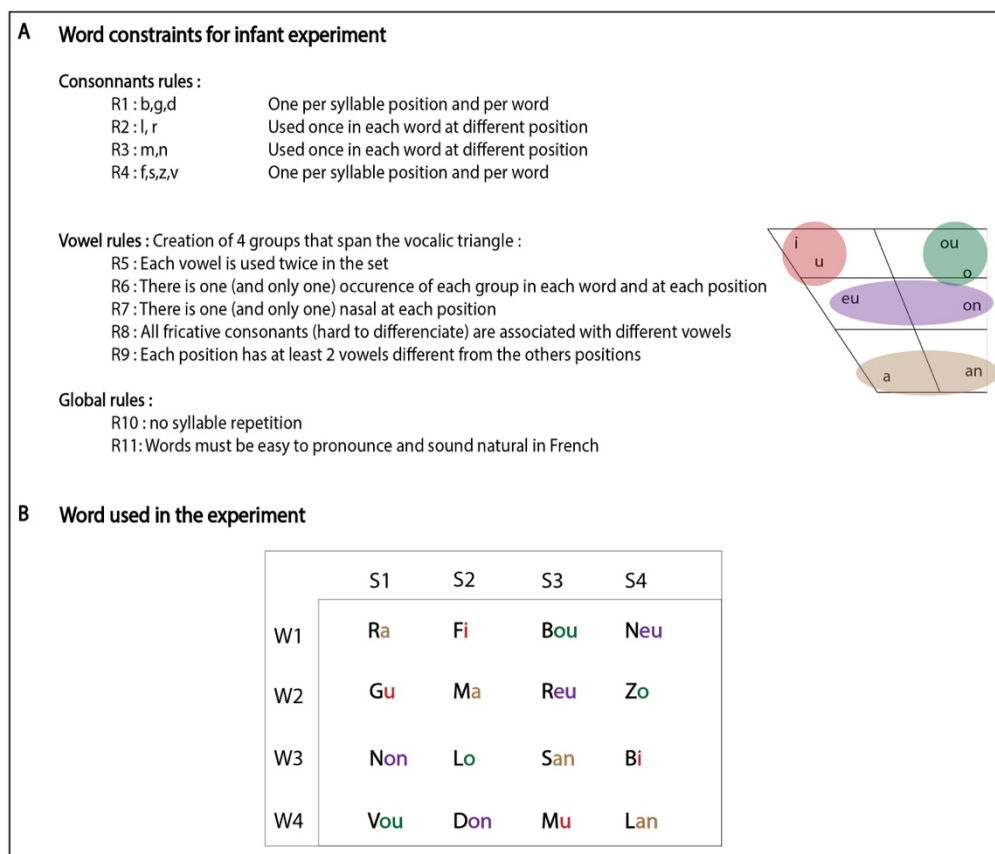 A Word constraints for infant experiment
Consonnants rules :
R1 : b,g,d One per syllable position and per word
R2 : l, r Used once in each word at different position
R3 : m,n Used once in each word at different position
R4 : f,s,z,v One per syllable position and per word
Vowel rules : Creation of 4 groups that span the vocalic triangle :
R5 : Each vowel is used twice in the set
R6 : There is one (and only one) occurence of each group in each word and at each position
R7 : There is one (and only one) nasal at each position
R8 : All fricative consonants (hard to differenciate) are associated with different vowels
R9 : Each position has at least 2 vowels different from the others positions
i ou
u o
eu on
a an
Global rules :
R10 : no syllable repetition
R11: Words must be easy to pronounce and sound natural in French
B Word used in the experiment
S1 S2 S3 S4
W1 Ra Fi Bou Neu
W2 Gu Ma Reu Zo
W3 Non Lo San Bi
W4 Vou Don Mu Lan